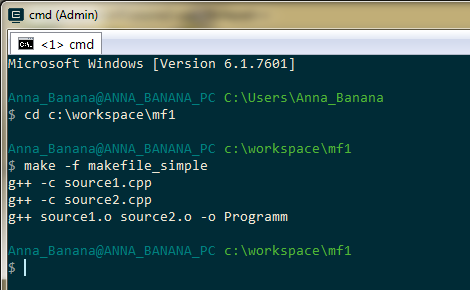 cmd (Admin)
<1> cmd
Microsoft Windows [Version 6.1.7601]
Anna_Banana@ANNA_BANANA_PC C:\Users\Anna_Banana
$ cd c:\workspace\mf1
Anna_Banana@ANNA_BANANA_PC c:\workspace\mf1
$ make -f makefile_simple
g++ -c source1.cpp
g++ -c source2.cpp
g++ source1.o source2.o -o Programm
Anna_Banana@ANNA_BANANA_PC c:\workspace\mf1
$